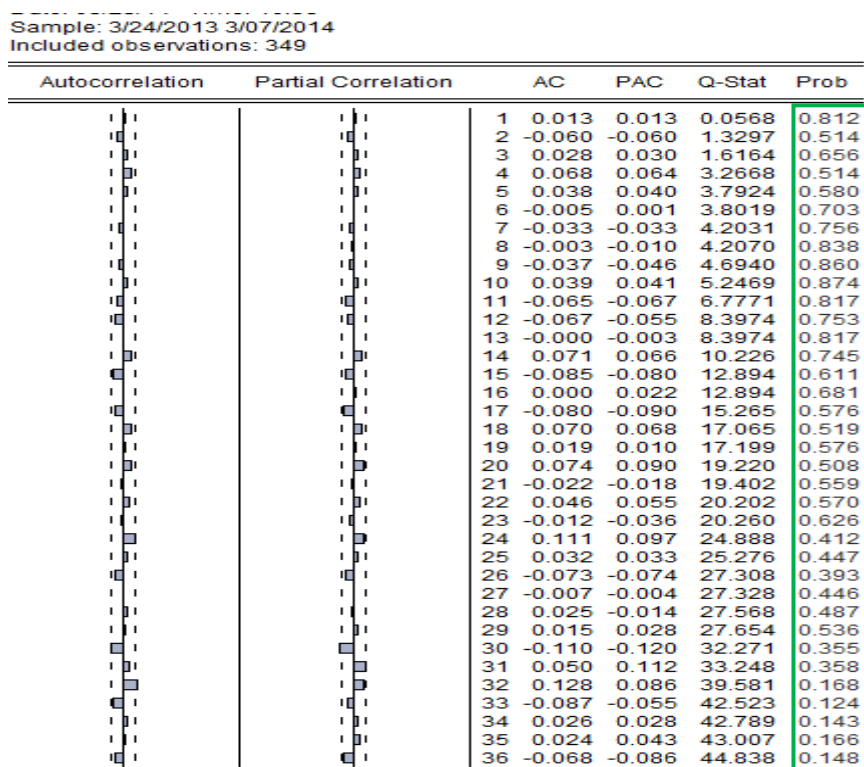 Sample: 3/24/2013 3/07/2014
Included observations: 349
Autocorrelation Partial Correlation AC PAC Q-Stat Prob
1 0.013 0.013 0.0568 0.812
2 -0.060 -0.060 1.3297 0.514
3 0.028 0.030 1.6164 0.656
4 0.068 0.064 3.2668 0.514
5 0.038 0.040 3.7924 0.580
6 -0.005 0.001 3.8019 0.703
7 -0.033 -0.033 4.2031 0.756
8 -0.003 -0.010 4.2070 0.838
9 -0.037 -0.046 4.6940 0.860
10 0.039 0.041 5.2469 0.874
11 -0.065 -0.067 6.7771 0.817
12 -0.067 -0.055 8.3974 0.753
13 -0.000 -0.003 8.3974 0.817
14 0.071 0.066 10.226 0.745
15 -0.085 -0.080 12.894 0.611
16 0.000 0.022 12.894 0.681
17 -0.080 -0.090 15.265 0.576
18 0.070 0.068 17.065 0.519
19 0.019 0.010 17.199 0.576
20 0.074 0.090 19.220 0.508
21 -0.022 -0.018 19.402 0.559
22 0.046 0.055 20.202 0.570
23 -0.012 -0.036 20.260 0.626
24 0.111 0.097 24.888 0.412
25 0.032 0.033 25.276 0.447
26 -0.073 -0.074 27.308 0.393
27 -0.007 -0.004 27.328 0.446
28 0.025 -0.014 27.568 0.487
29 0.015 0.028 27.654 0.536
30 -0.110 -0.120 32.271 0.355
31 0.050 0.112 33.248 0.358
32 0.128 0.086 39.581 0.168
33 -0.087 -0.055 42.523 0.124
34 0.026 0.028 42.789 0.143
35 0.024 0.043 43.007 0.166
36 -0.068 -0.086 44.838 0.148